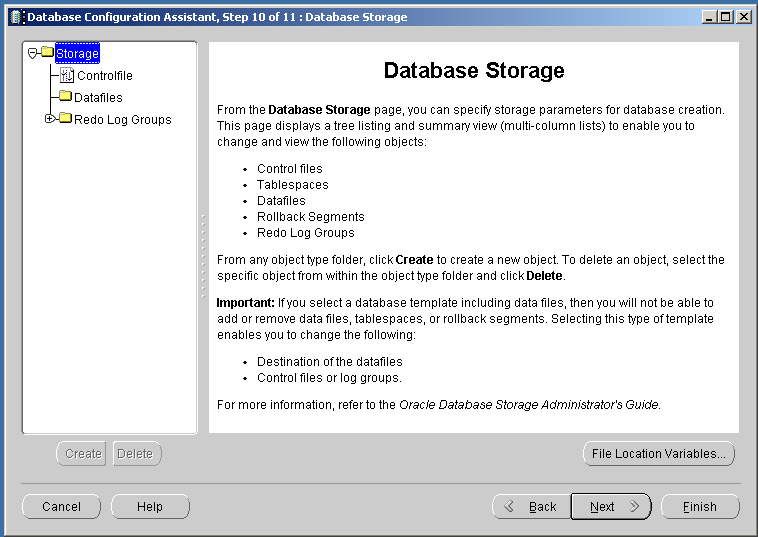 Database Configuration Assistant, Step 10 of 11 : Database Storage
Storage
Controlfile
Datafiles
Redo Log Groups
Database Storage
From the Database Storage page, you can specify storage parameters for database creation.
This page displays a tree listing and summary view (multi-column lists) to enable you to
change and view the following objects:
• Control files
• Tablespaces
• Datafiles
• Rollback Segments
• Redo Log Groups
From any object type folder, click Create to create a new object. To delete an object, select the
specific object from within the object type folder and click Delete.
Important: If you select a database template including data files, then you will not be able to
add or remove data files, tablespaces, or rollback segments. Selecting this type of template
enables you to change the following:
• Destination of the datafiles
• Control files or log groups.
For more information, refer to the Oracle Database Storage Administrator's Guide.
Create Delete
File Location Variables...
Cancel Help Back Next Finish